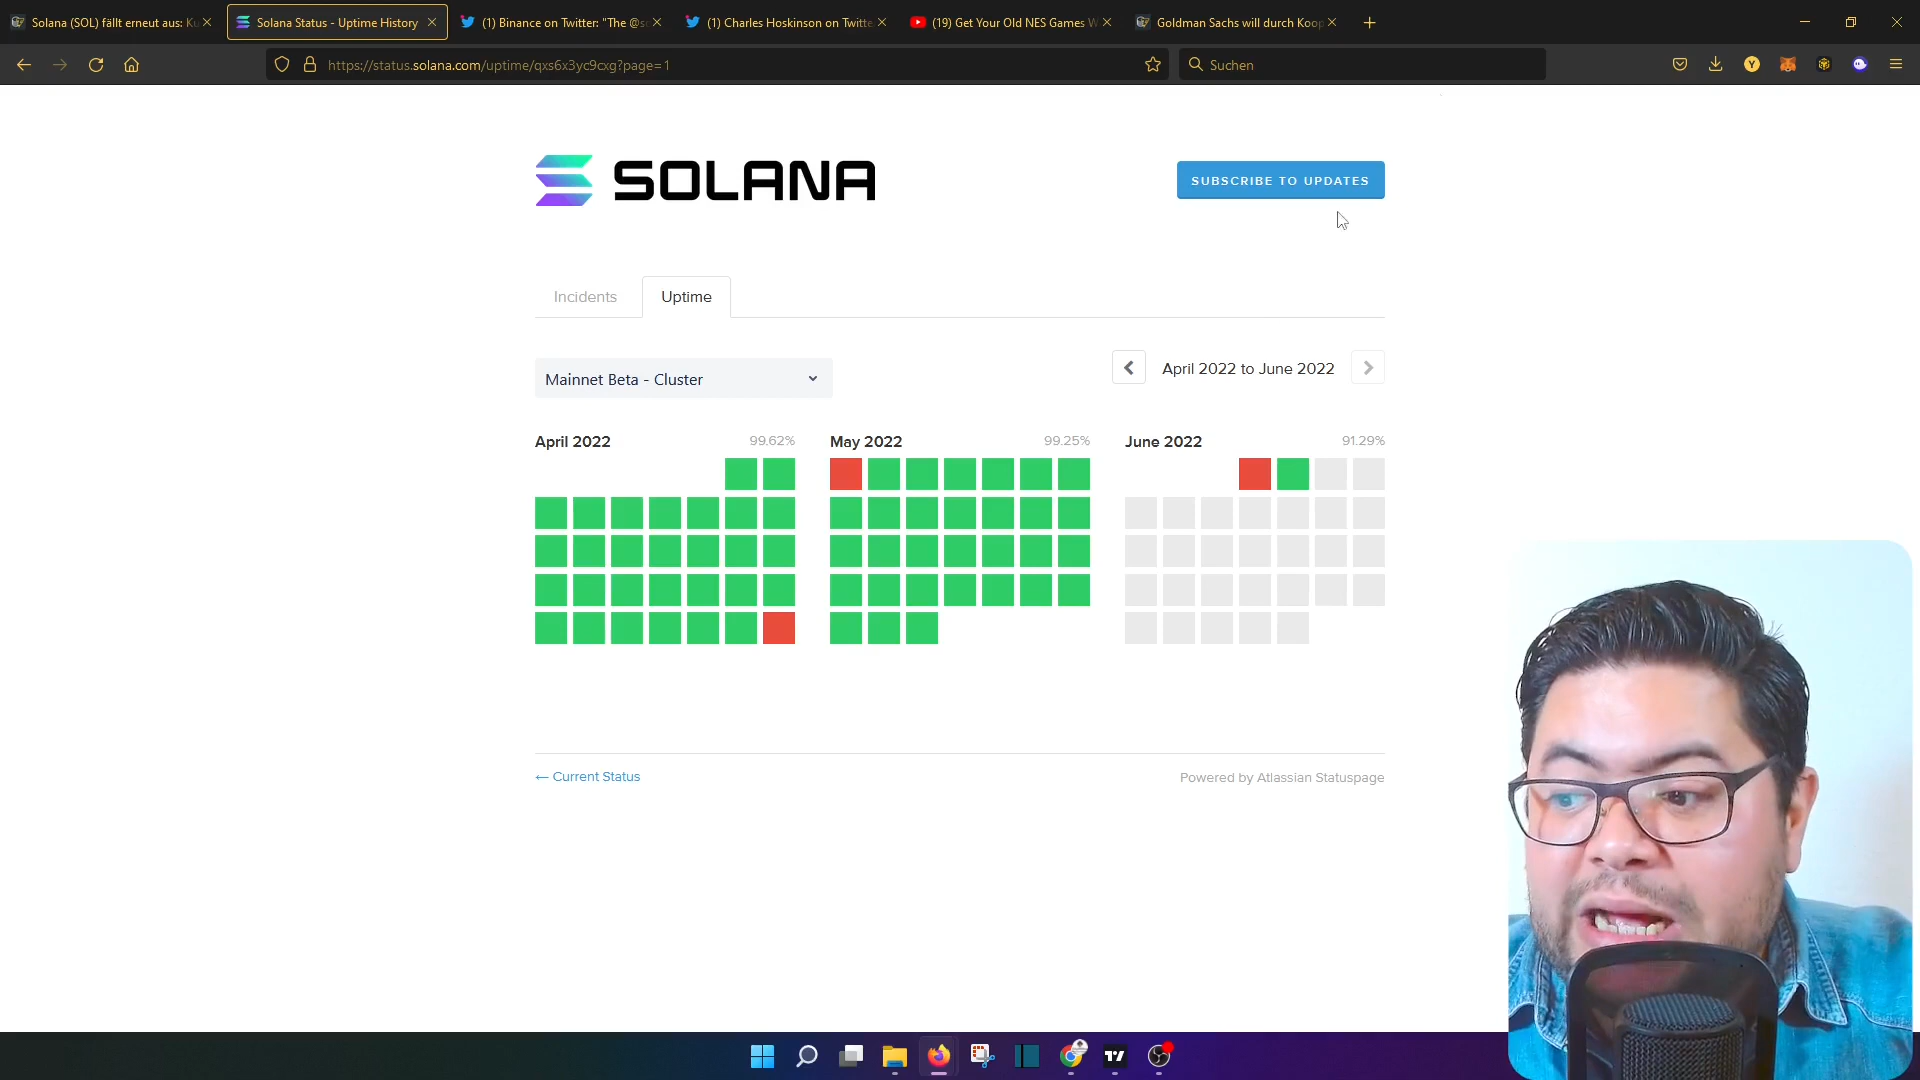 Solana (SOL) fällt erneut aus: Ku
Solana Status - Uptime History
(1) Binance on Twitter: "The @s
(1) Charles Hoskinson on Twitte
(19) Get Your Old NES Games W
Goldman Sachs will durch Koop
https://status.solana.com/uptime/qxs6x3yc9cxg?page=1
Suchen
SOLANA
SUBSCRIBE TO UPDATES
Incidents
Uptime
Mainnet Beta - Cluster
April 2022 to June 2022
April 2022 99.62%
May 2022 99.25%
June 2022 91.29%
← Current Status
Powered by Atlassian Statuspage